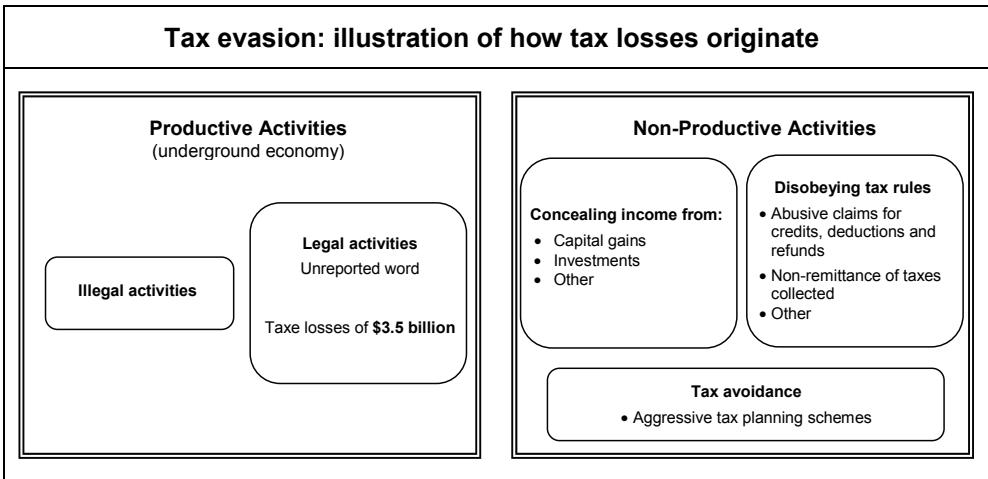 Tax evasion: illustration of how tax losses originate
Productive Activities
(underground economy)
Illegal activities
Legal activities
Unreported word
Taxe losses of $3.5 billion
Non-Productive Activities
Concealing income from:
• Capital gains
• Investments
• Other
Disobeying tax rules
• Abusive claims for
credits, deductions and
refunds
• Non-remittance of taxes
collected
• Other
Tax avoidance
• Aggressive tax planning schemes